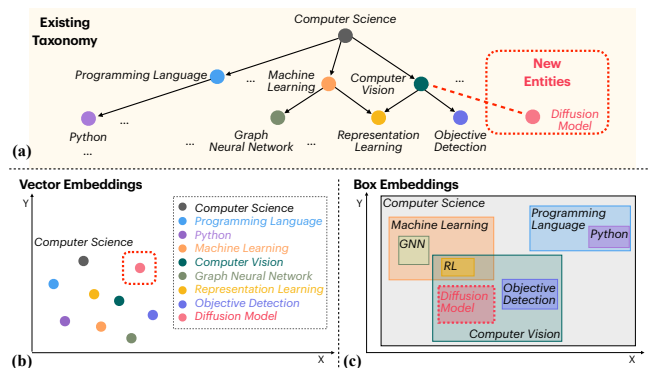 Existing
Taxonomy
Computer Science
Programming Language
...
Machine
Learning
Computer
Vision
...
New
Entities
Python
...
...
...
Graph
Neural Network
...
Representation
Learning
Objective
Detection
Diffusion
Model
(a)
Vector Embeddings
Y
Computer Science
Computer Science
Programming Language
Python
Machine Learning
Computer Vision
Graph Neural Network
Representation Learning
Objective Detection
Diffusion Model
(b)
X
Box Embeddings
Y
Computer Science
Machine Learning
GNN
RL
Programming
Language
Python
Diffusion
Model
Objective
Detection
Computer Vision
(c)
X